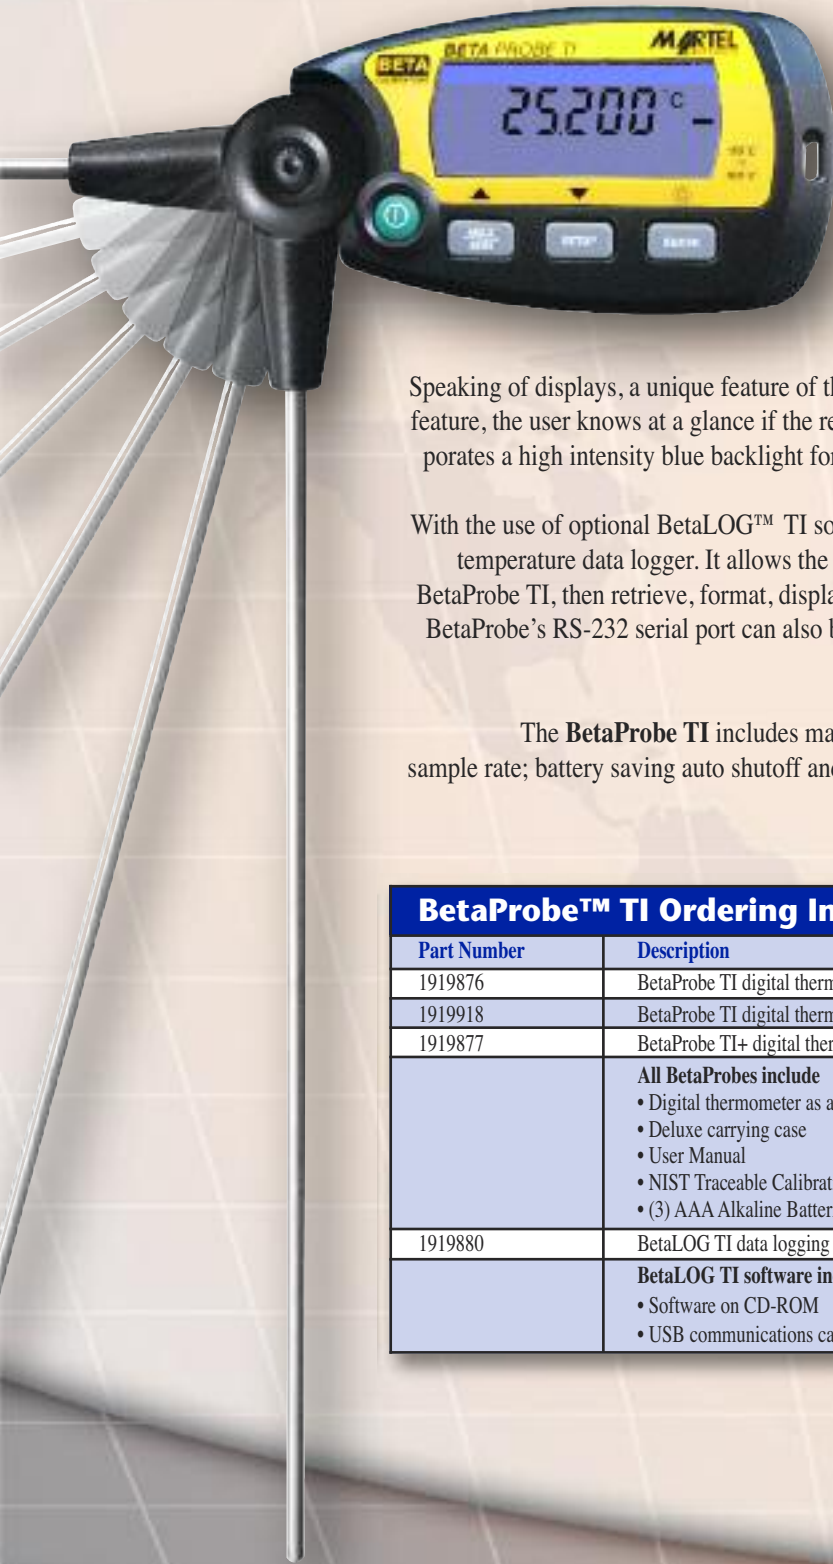 BETA
BETA PROBE TI
MARTEL
25.200 °C
Speaking of displays, a unique feature of th
feature, the user knows at a glance if the re
porates a high intensity blue backlight for
With the use of optional BetaLOG™ TI so
temperature data logger. It allows the
BetaProbe TI, then retrieve, format, displa
BetaProbe's RS-232 serial port can also b
The BetaProbe TI includes ma
sample rate; battery saving auto shutoff and
BetaProbe™ TI Ordering In
Part Number Description
1919876 BetaProbe TI digital therm
1919918 BetaProbe TI digital therm
1919877 BetaProbe TI+ digital ther
All BetaProbes include
• Digital thermometer as a
• Deluxe carrying case
• User Manual
• NIST Traceable Calibrat
• (3) AAA Alkaline Batter
1919880 BetaLOG TI data logging
BetaLOG TI software in
• Software on CD-ROM
• USB communications ca